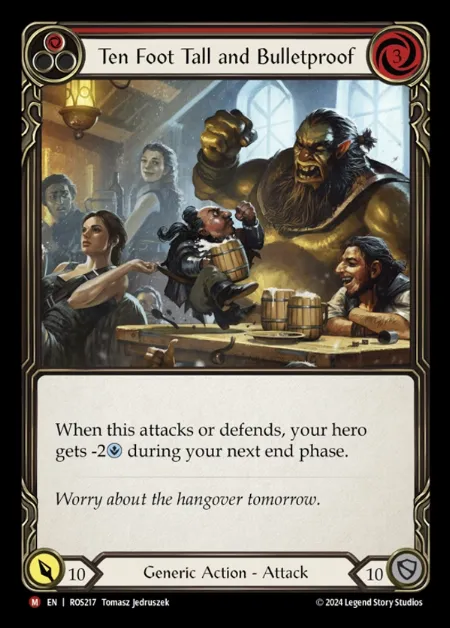 Ten Foot Tall and Bulletproof
3
When this attacks or defends, your hero
gets -2 during your next end phase.
Worry about the hangover tomorrow.
10
Generic Action - Attack
10
M EN | ROS217 Tomasz Jedruszek
© 2024 Legend Story Studios